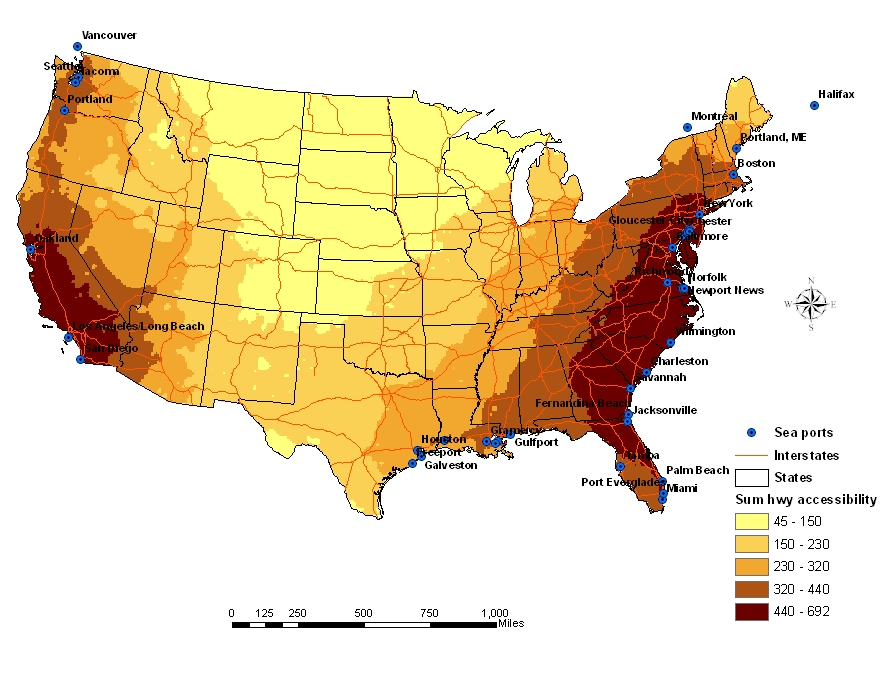 Vancouver
Seattle
Tacoma
Portland
Halifax
Montreal
Portland, ME
Boston
New York
Gloucester City
Chester
Baltimore
Oakland
Richmond
Norfolk
Newport News
Los Angeles/Long Beach
San Diego
Wilmington
Charleston
Savannah
Fernandina Beach
Jacksonville
Gramercy
Gulfport
Houston
Freeport
Galveston
Tampa
Palm Beach
Port Everglades
Miami
N
W
E
S
Sea ports
Interstates
States
Sum hwy accessibility
45 - 150
150 - 230
230 - 320
320 - 440
440 - 692
0 125 250 500 750 1,000
Miles